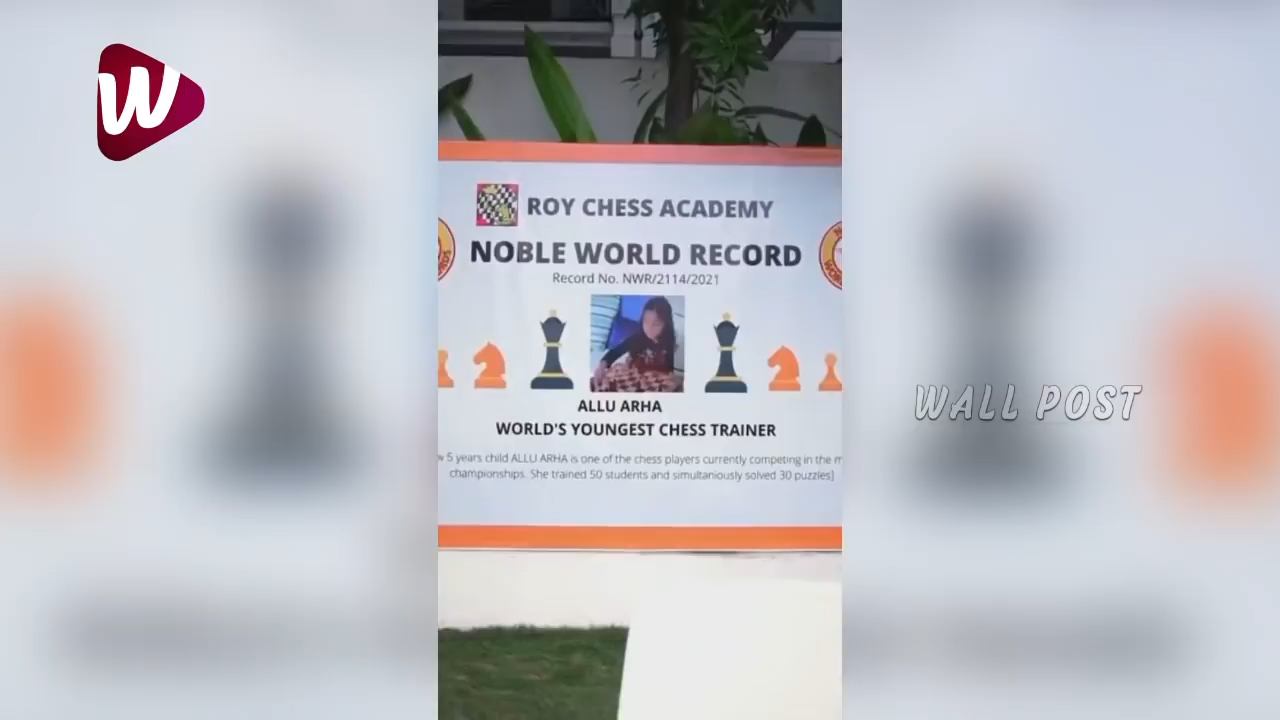 W
ROY CHESS ACADEMY
NOBLE WORLD RECORD
Record No. NWR/2114/2021
ALLU ARHA
WORLD'S YOUNGEST CHESS TRAINER
5 years child ALLU ARHA is one of the chess players currently competing in the
championships. She trained 50 students and simultaniously solved 30 puzzles]
WALL POST